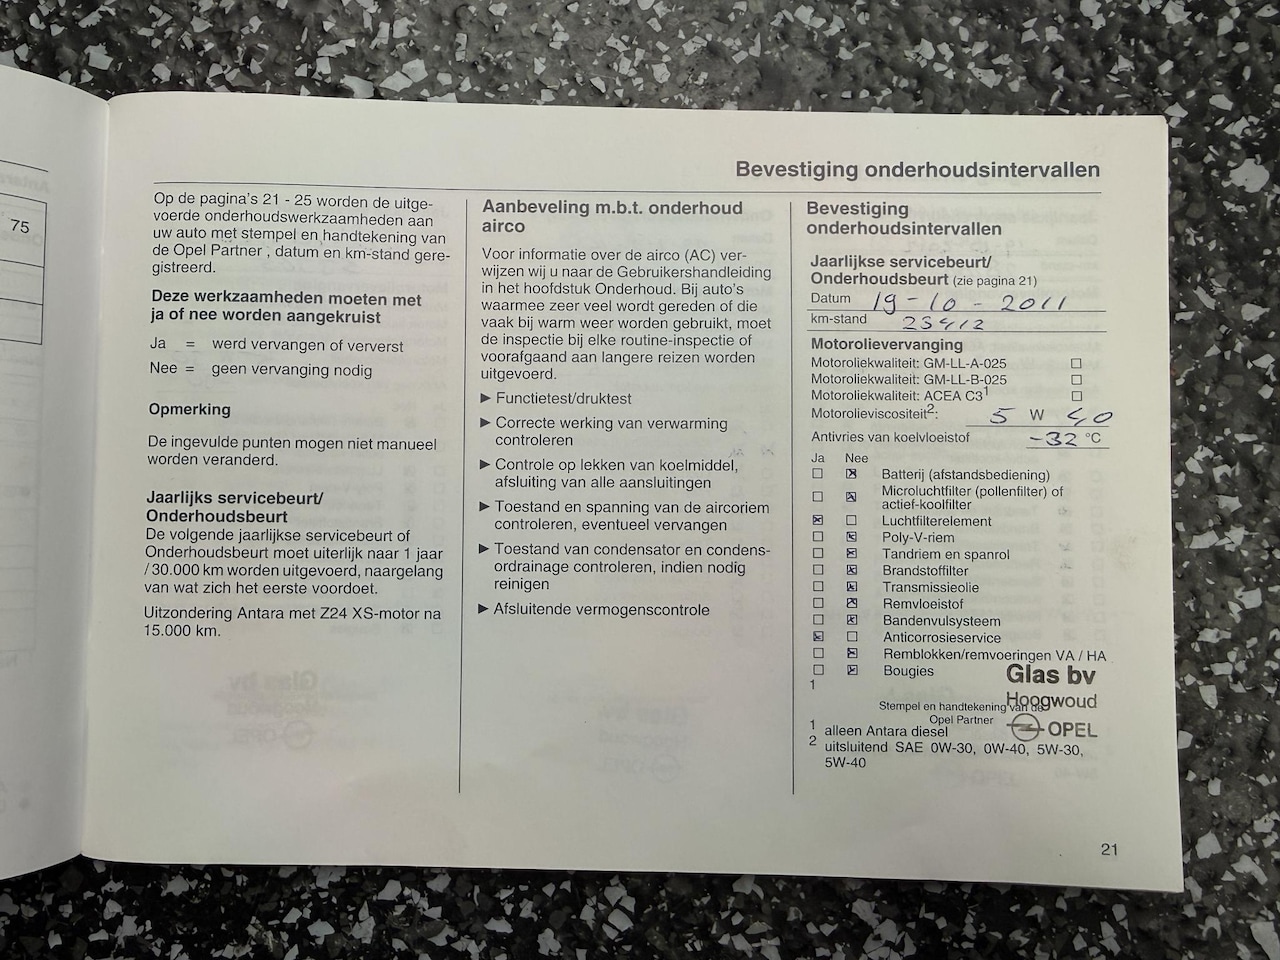 75
Bevestiging onderhoudsintervallen
Op de pagina's 21 - 25 worden de uitge-
voerde onderhoudswerkzaamheden aan
uw auto met stempel en handtekening van
de Opel Partner , datum en km-stand gere-
gistreerd.
Deze werkzaamheden moeten met
ja of nee worden aangekruist
Ja = werd vervangen of ververst
Nee = geen vervanging nodig
Opmerking
De ingevulde punten mogen niet manueel
worden veranderd.
Jaarlijks servicebeurt/
Onderhoudsbeurt
De volgende jaarlijkse servicebeurt of
Onderhoudsbeurt moet uiterlijk naar 1 jaar
/ 30.000 km worden uitgevoerd, naargelang
van wat zich het eerste voordoet.
Uitzondering Antara met Z24 XS-motor na
15.000 km.
Aanbeveling m.b.t. onderhoud
airco
Voor informatie over de airco (AC) ver-
wijzen wij u naar de Gebruikershandleiding
in het hoofdstuk Onderhoud. Bij auto's
waarmee zeer veel wordt gereden of die
vaak bij warm weer worden gebruikt, moet
de inspectie bij elke routine-inspectie of
voorafgaand aan langere reizen worden
uitgevoerd.
▶ Functietest/druktest
▶ Correcte werking van verwarming
controleren
▶ Controle op lekken van koelmiddel,
afsluiting van alle aansluitingen
▶ Toestand en spanning van de aircoriem
controleren, eventueel vervangen
▶ Toestand van condensator en condens-
ordrainage controleren, indien nodig
reinigen
▶ Afsluitende vermogenscontrole
Bevestiging
onderhoudsintervallen
Jaarlijkse servicebeurt/
Onderhoudsbeurt (zie pagina 21)
Datum 19-10-2011
km-stand 23412
Motorolievervanging
Motoroliekwaliteit: GM-LL-A-025 ☐
Motoroliekwaliteit: GM-LL-B-025 ☐
Motoroliekwaliteit: ACEA C3¹ ☐
Motorolieviscositeit²: 5 W 40
Antivries van koelvloeistof -32 °C
Ja Nee
☐ ☒ Batterij (afstandsbediening)
☐ ☒ Microluchtfilter (pollenfilter) of
actief-koolfilter
☒ ☐ Luchtfilterelement
☐ ☒ Poly-V-riem
☐ ☒ Tandriem en spanrol
☐ ☒ Brandstoffilter
☐ ☒ Transmissieolie
☐ ☒ Remvloeistof
☐ ☒ Bandenvulsysteem
☒ ☐ Anticorrosieservice
☐ ☒ Remblokken/remvoeringen VA / HA
☐ ☒ Bougies
1
Glas bv
Hoogwoud
OPEL
Stempel en handtekening van de
Opel Partner
1 alleen Antara diesel
2 uitsluitend SAE 0W-30, 0W-40, 5W-30,
5W-40
21